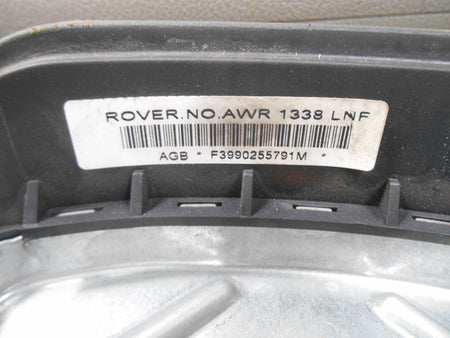 ROVER.NO.AWR 1338 LNF
AGB * F3990255791M *